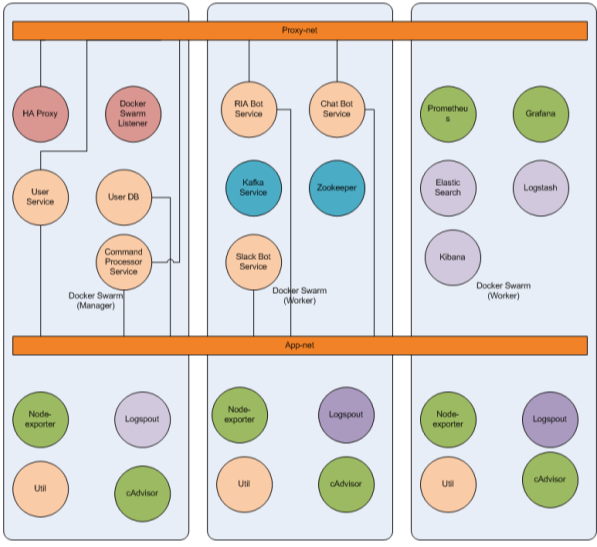 Proxy-net
HA Proxy
Docker
Swarm
Listener
RIA Bot
Service
Chat Bot
Service
Prometheu
s
Grafana
User
Service
User DB
Kafka
Service
Zookeeper
Elastic
Search
Logstash
Command
Processor
Service
Slack Bot
Service
Kibana
Docker Swarm
(Manager)
Docker Swarm
(Worker)
Docker Swarm
(Worker)
App-net
Node-
exporter
Logspout
Node-
exporter
Logspout
Node-
exporter
Logspout
Util
cAdvisor
Util
cAdvisor
Util
cAdvisor